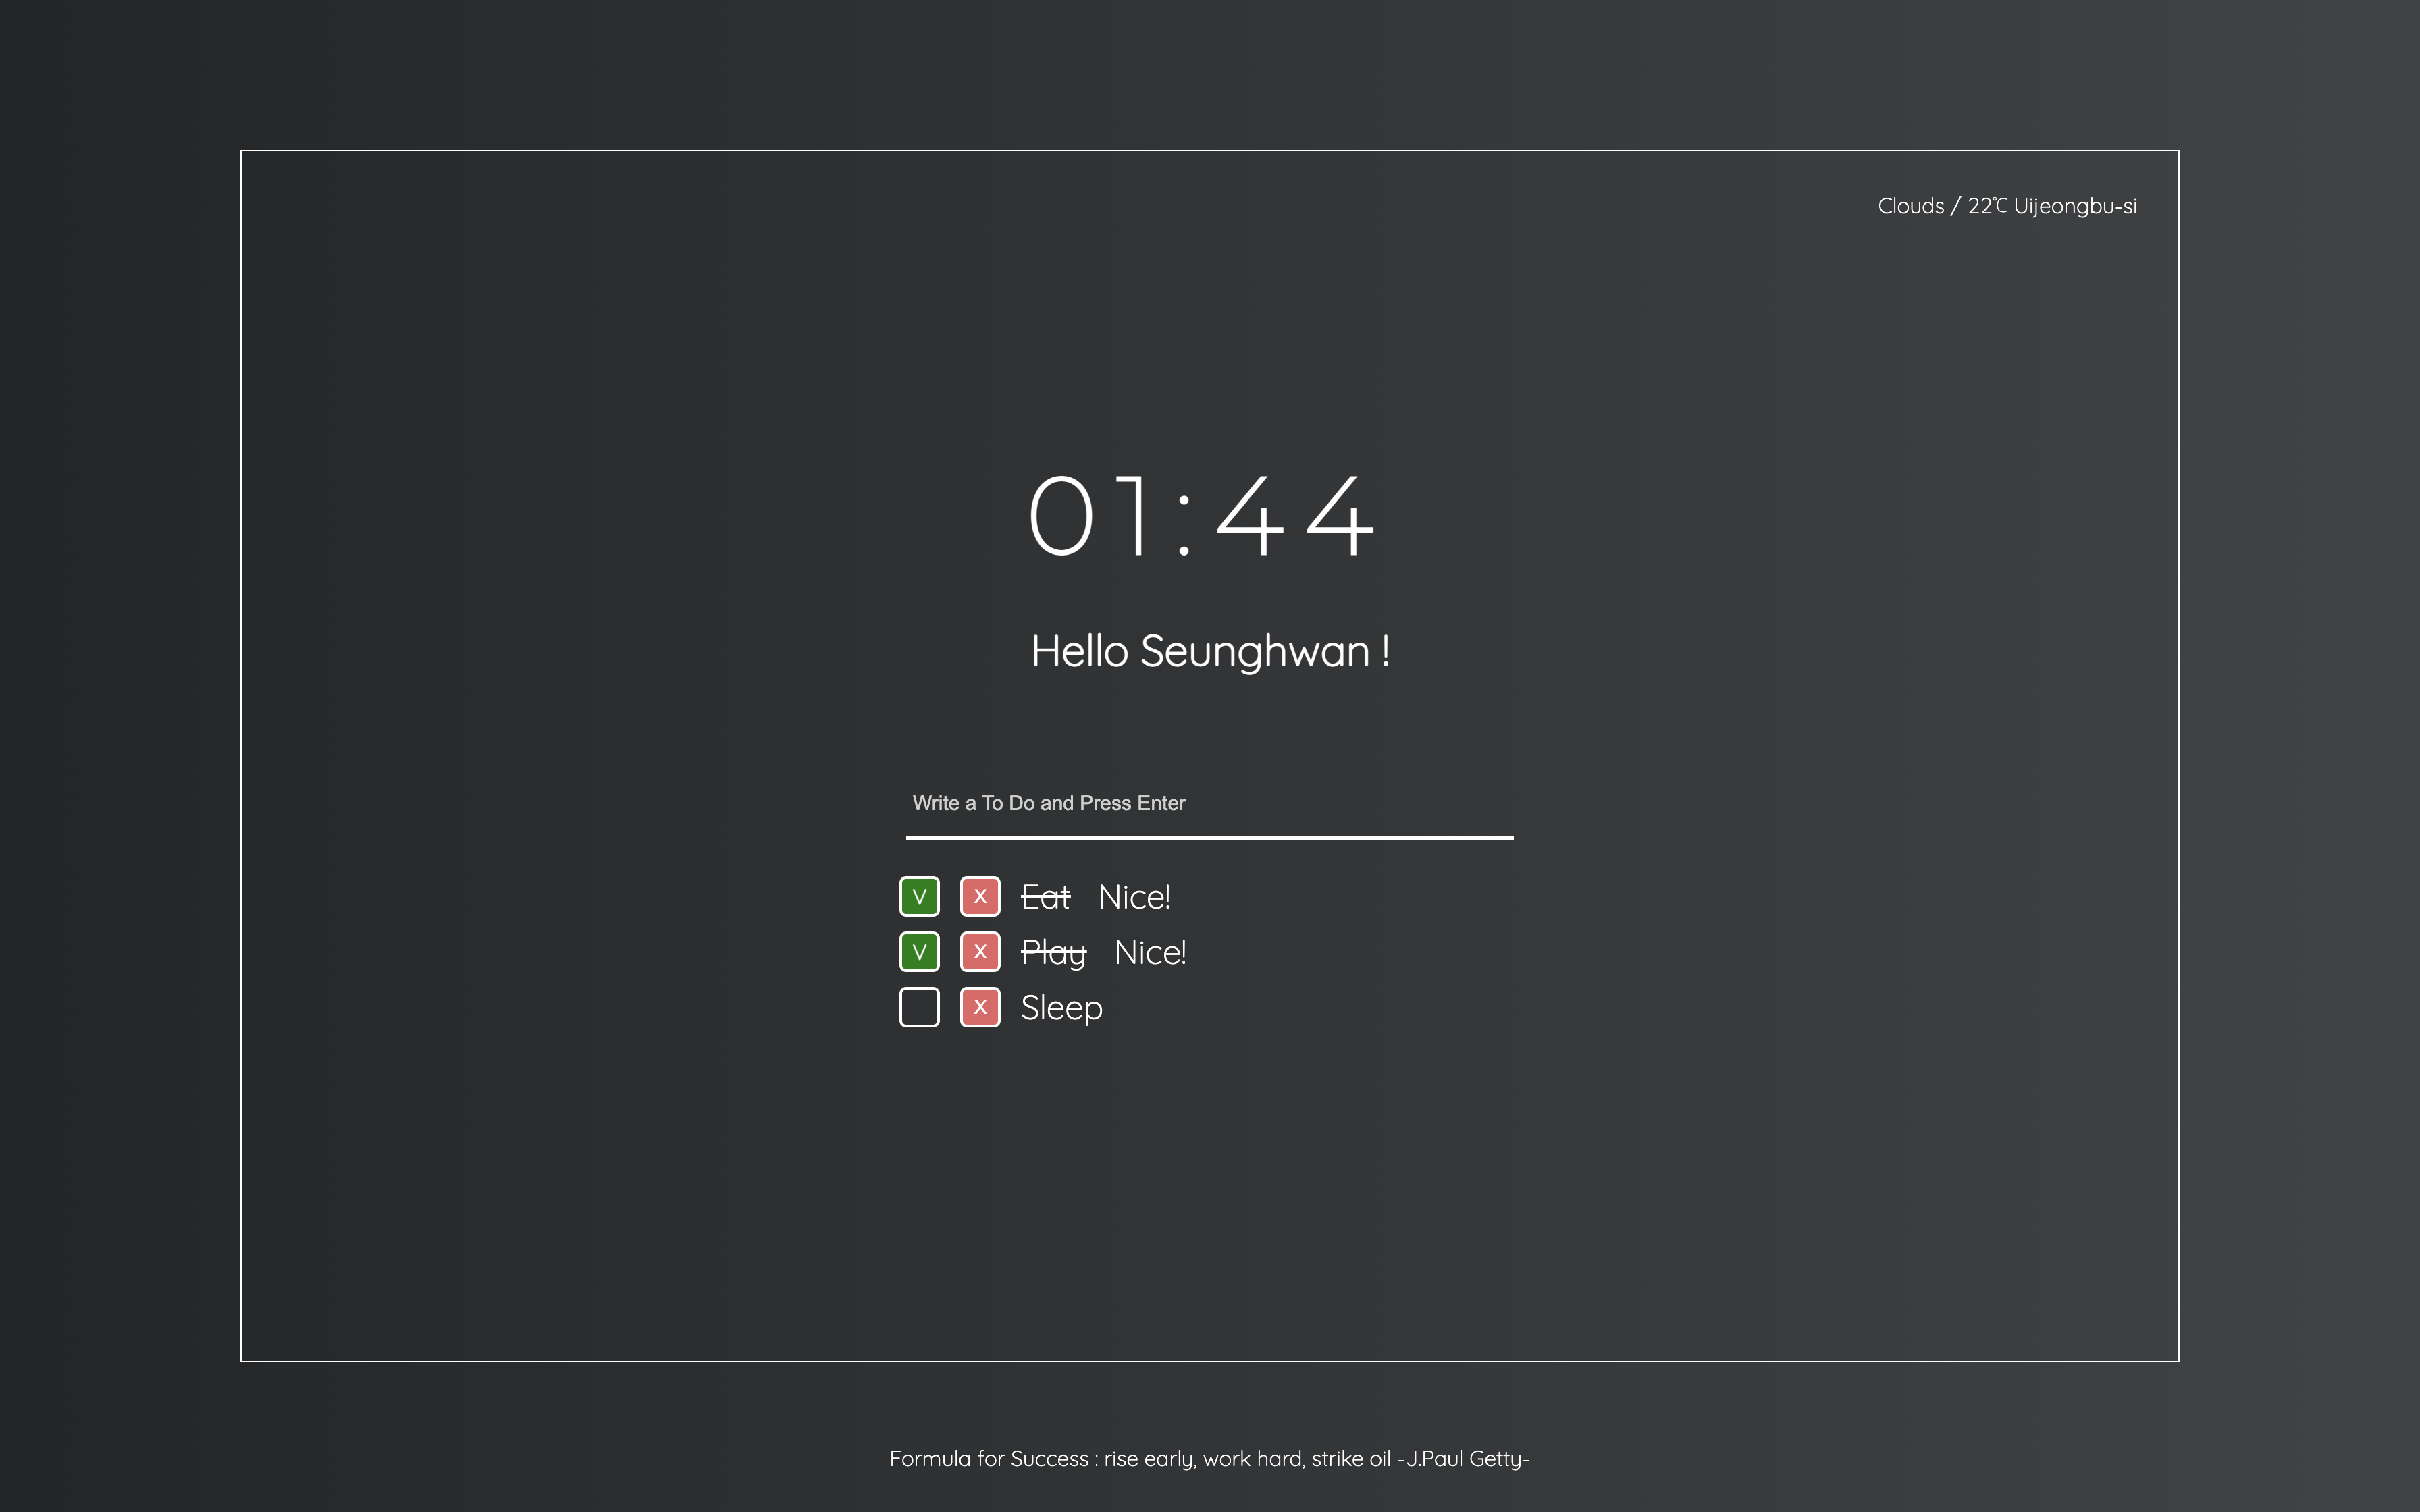 Clouds / 22℃ Uijeongbu-si
01:44
Hello Seunghwan !
Write a To Do and Press Enter
V X Eat Nice!
V X Play Nice!
X Sleep
Formula for Success : rise early, work hard, strike oil -J.Paul Getty-